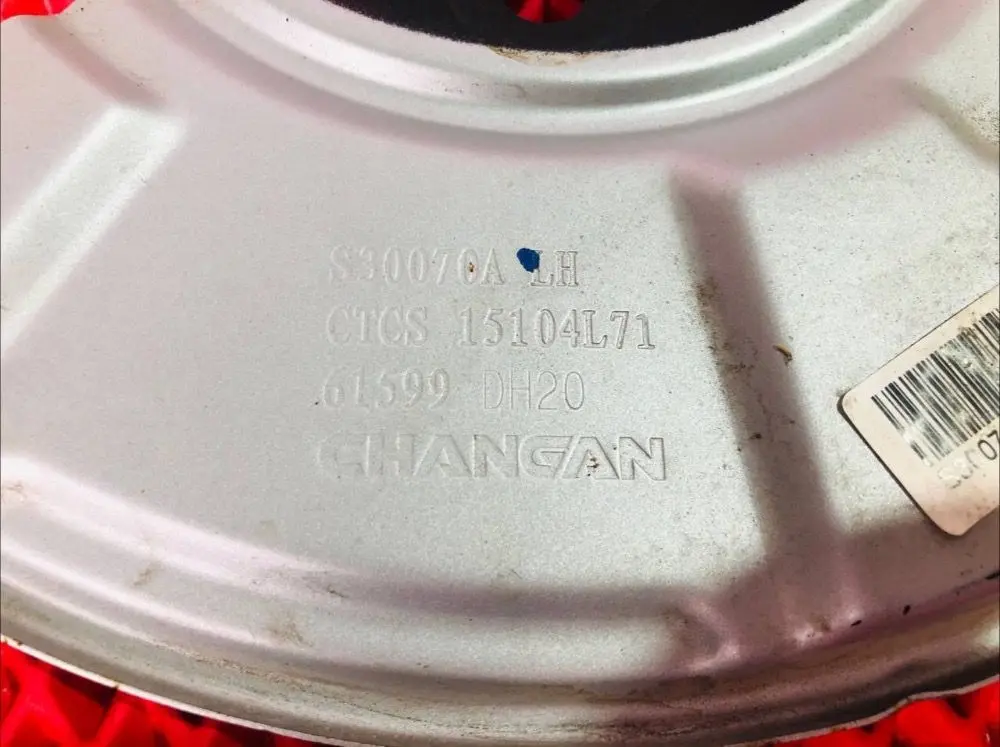 S30070A LH
CTCS 15104L71
61599 DH20
CHANGAN